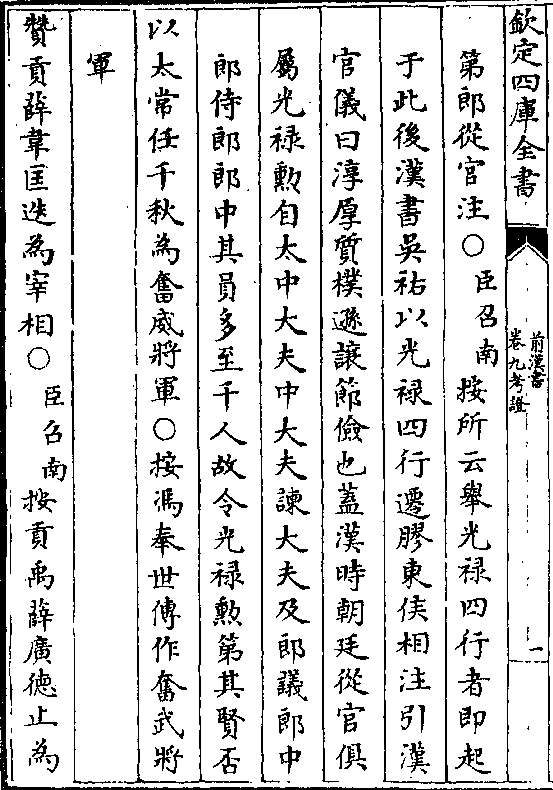 欽定四庫全書
前漢書
卷九考證
一
第郎從官注○臣召南按所云舉光禄四行者即起
于此後漢書吳祐以光禄四行遷膠東侯相注引漢
官儀曰淳厚質樸遜讓節儉也蓋漢時朝廷從官俱
屬光禄勲自太中大夫中大夫諫大夫及郎議郎中
郎侍郎郎中其員多至千人故令光禄勲第其賢否
以太常任千秋為奮威將軍○按馮奉世傳作奮武將
軍
贊貢薛韋匡迭為宰相○臣召南按貢禹薛廣德止為